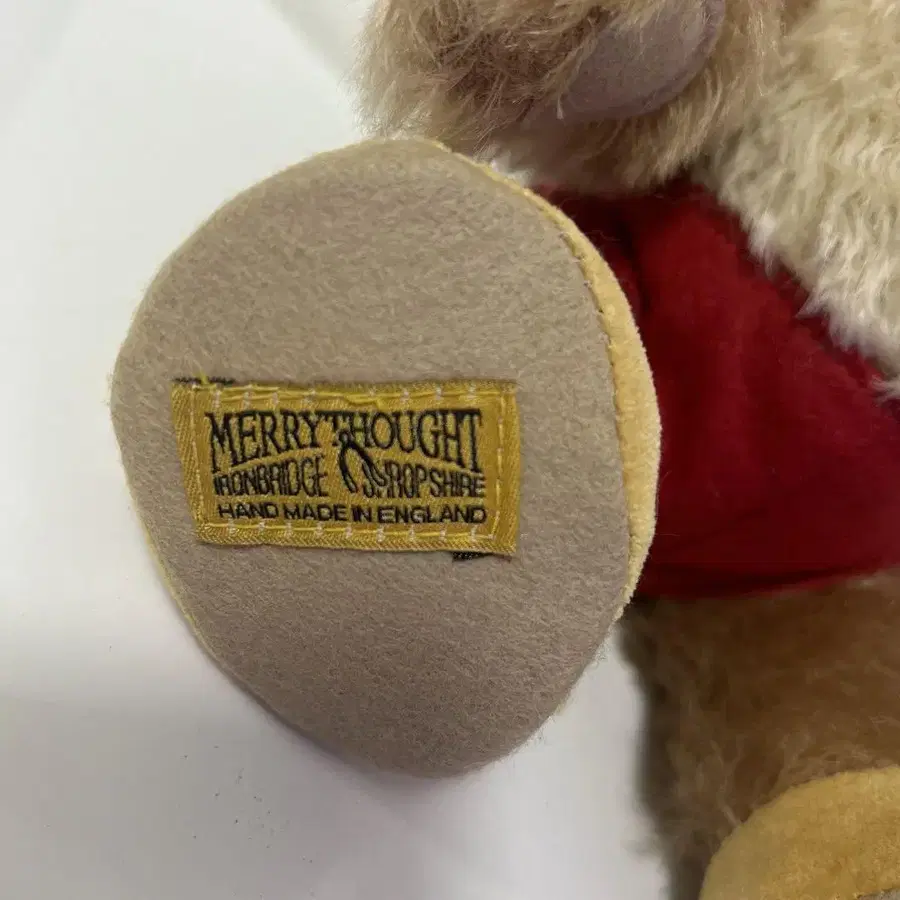 MERRYTHOUGHT
IRONBRIDGE SHROPSHIRE
HAND MADE IN ENGLAND